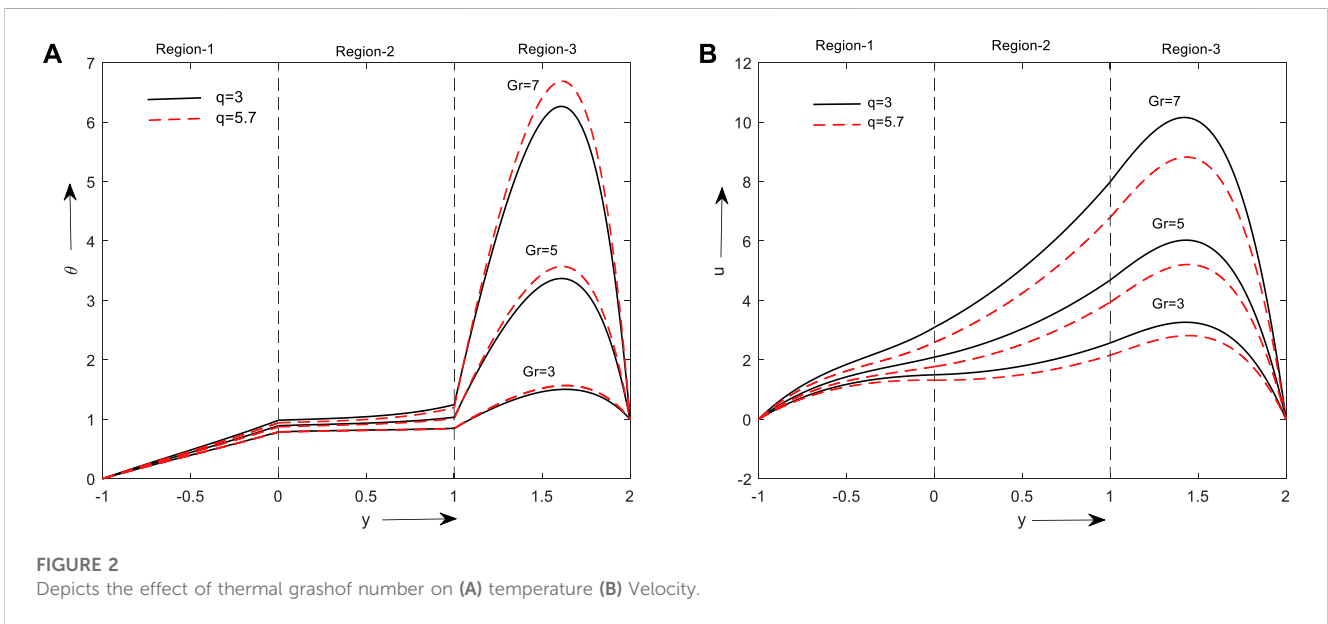 A
Region-1
Region-2
Region-3
7
6
5
4
3
2
1
0
θ
q=3
q=5.7
Gr=7
Gr=5
Gr=3
-1
-0.5
0
0.5
1
1.5
2
y
B
Region-1
Region-2
Region-3
12
10
8
6
4
2
0
-2
u
q=3
q=5.7
Gr=7
Gr=5
Gr=3
-1
-0.5
0
0.5
1
1.5
2
y
FIGURE 2
Depicts the effect of thermal grashof number on (A) temperature (B) Velocity.